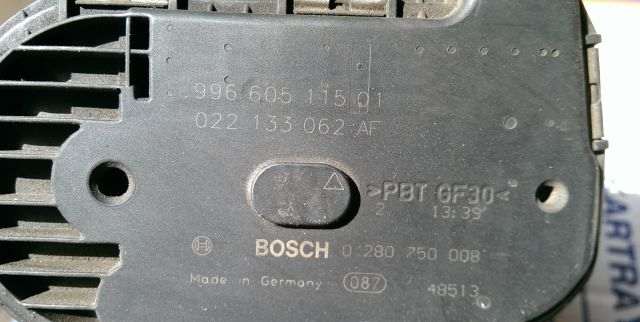 996 605 115 01
022 133 062 AF
>PBT GF30<
2 13:39
BOSCH 0 280 750 008
Made in Germany 087 48513
ARTRA